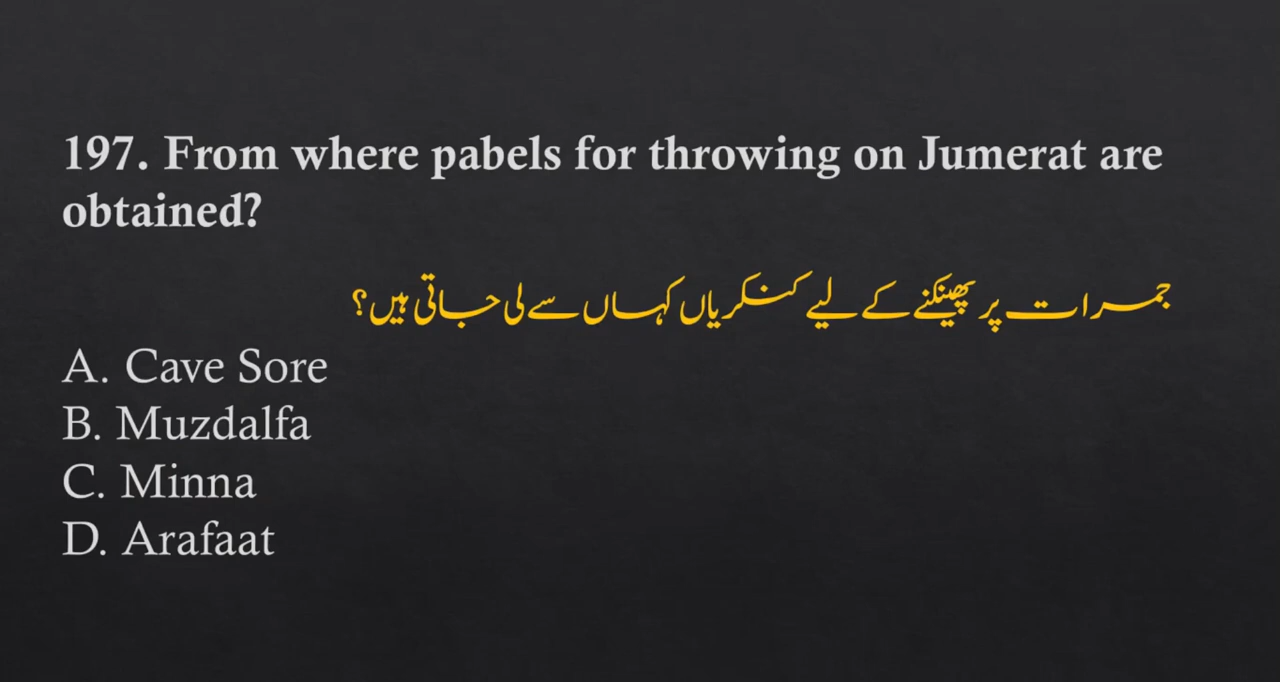 197. From where pabels for throwing on Jumerat are
obtained?
جمرات پر پھینکنے کے لیے کنکریاں کہاں سے لی جاتی ہیں؟
A. Cave Sore
B. Muzdalfa
C. Minna
D. Arafaat